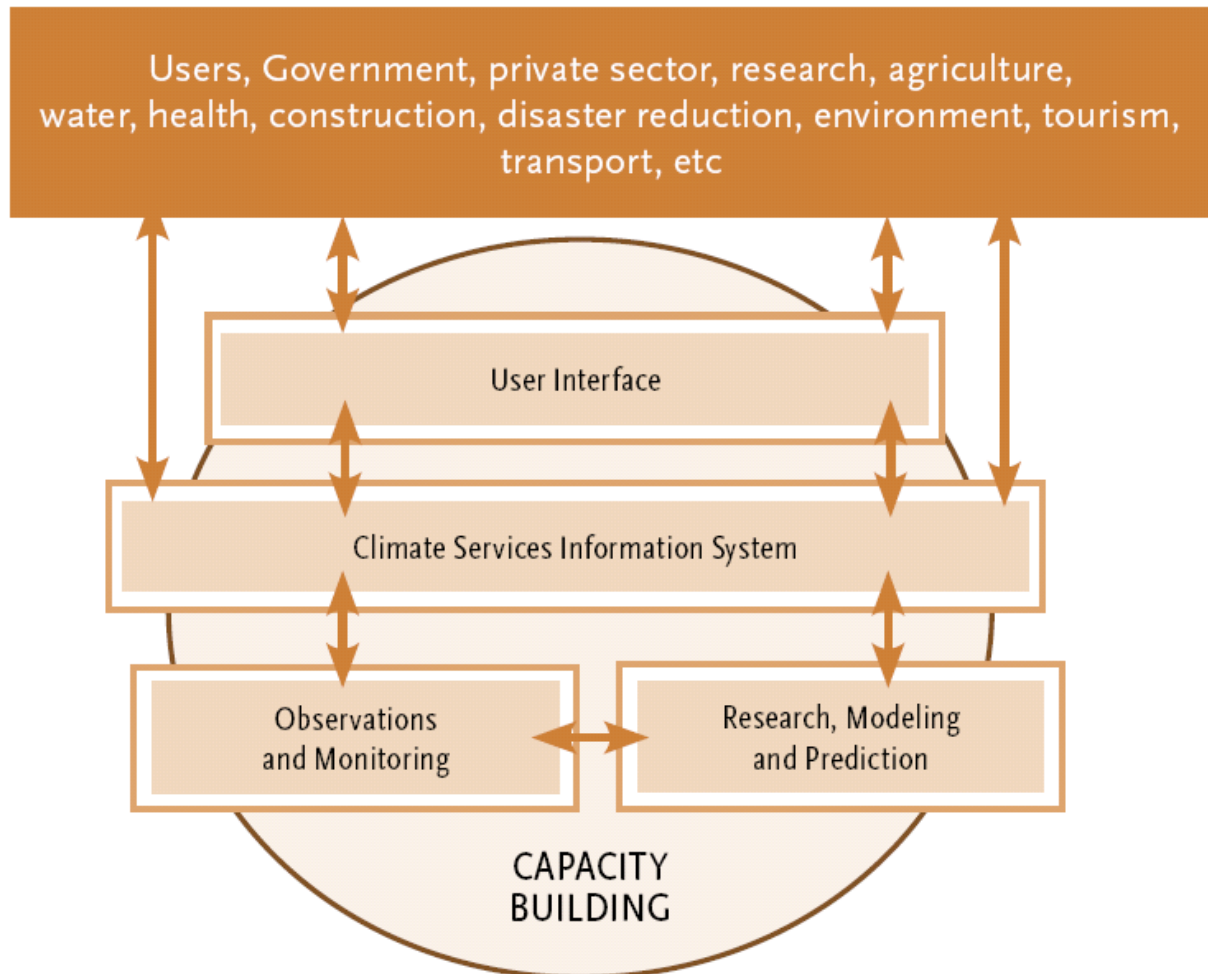 Users, Government, private sector, research, agriculture,
water, health, construction, disaster reduction, environment, tourism,
transport, etc
User Interface
Climate Services Information System
Observations
and Monitoring
Research, Modeling
and Prediction
CAPACITY
BUILDING